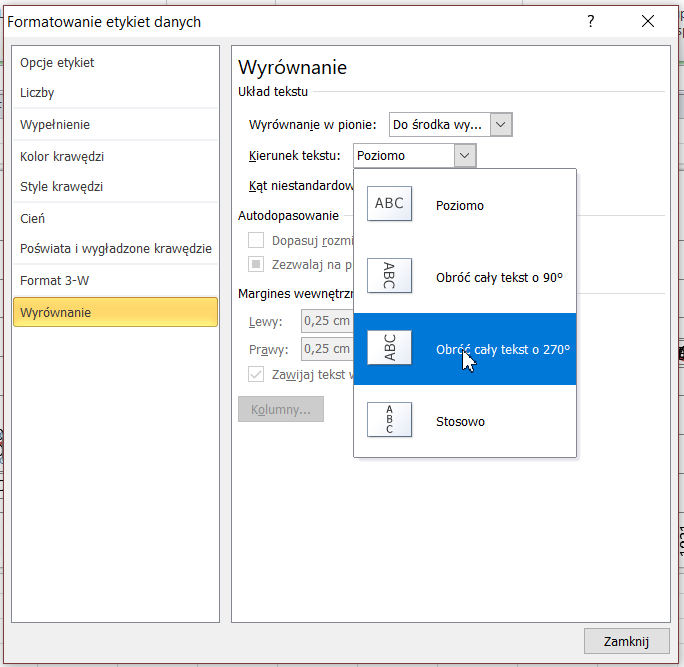 Formatowanie etykiet danych
?
Opcje etykiet
Liczby
Wypełnienie
Kolor krawędzi
Style krawędzi
Cień
Poświata i wygładzone krawędzie
Format 3-W
Wyrównanie
Wyrównanie
Układ tekstu
Wyrównanie w pionie: Do środka wy...
Kierunek tekstu: Poziomo
Kąt niestandardow
Autodopasowanie
Dopasuj rozmi
Zezwalaj na p
Margines wewnętrzn
Lewy: 0,25 cm
Prawy: 0,25 cm
Zawijaj tekst w
Kolumny...
ABC Poziomo
ABC Obróć cały tekst o 90º
ABC Obróć cały tekst o 270º
ABC Stosowo
Zamknij